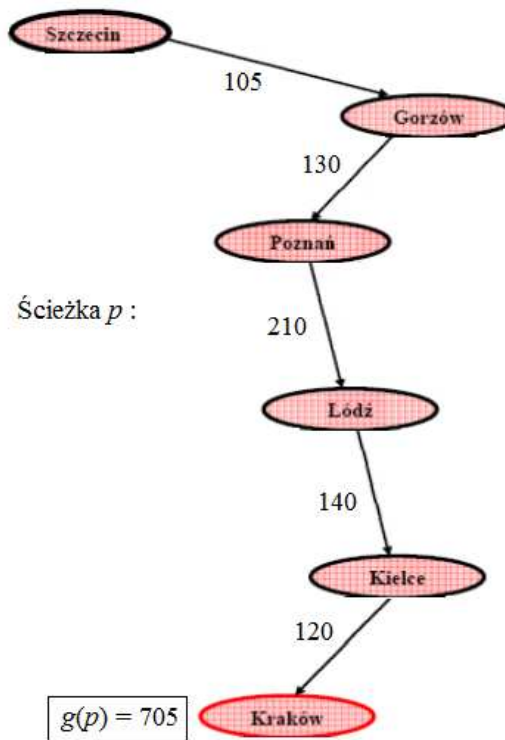 Szczecin
105
Gorzów
130
Poznań
Ścieżka p :
210
Łódź
140
Kielce
120
g(p) = 705
Kraków